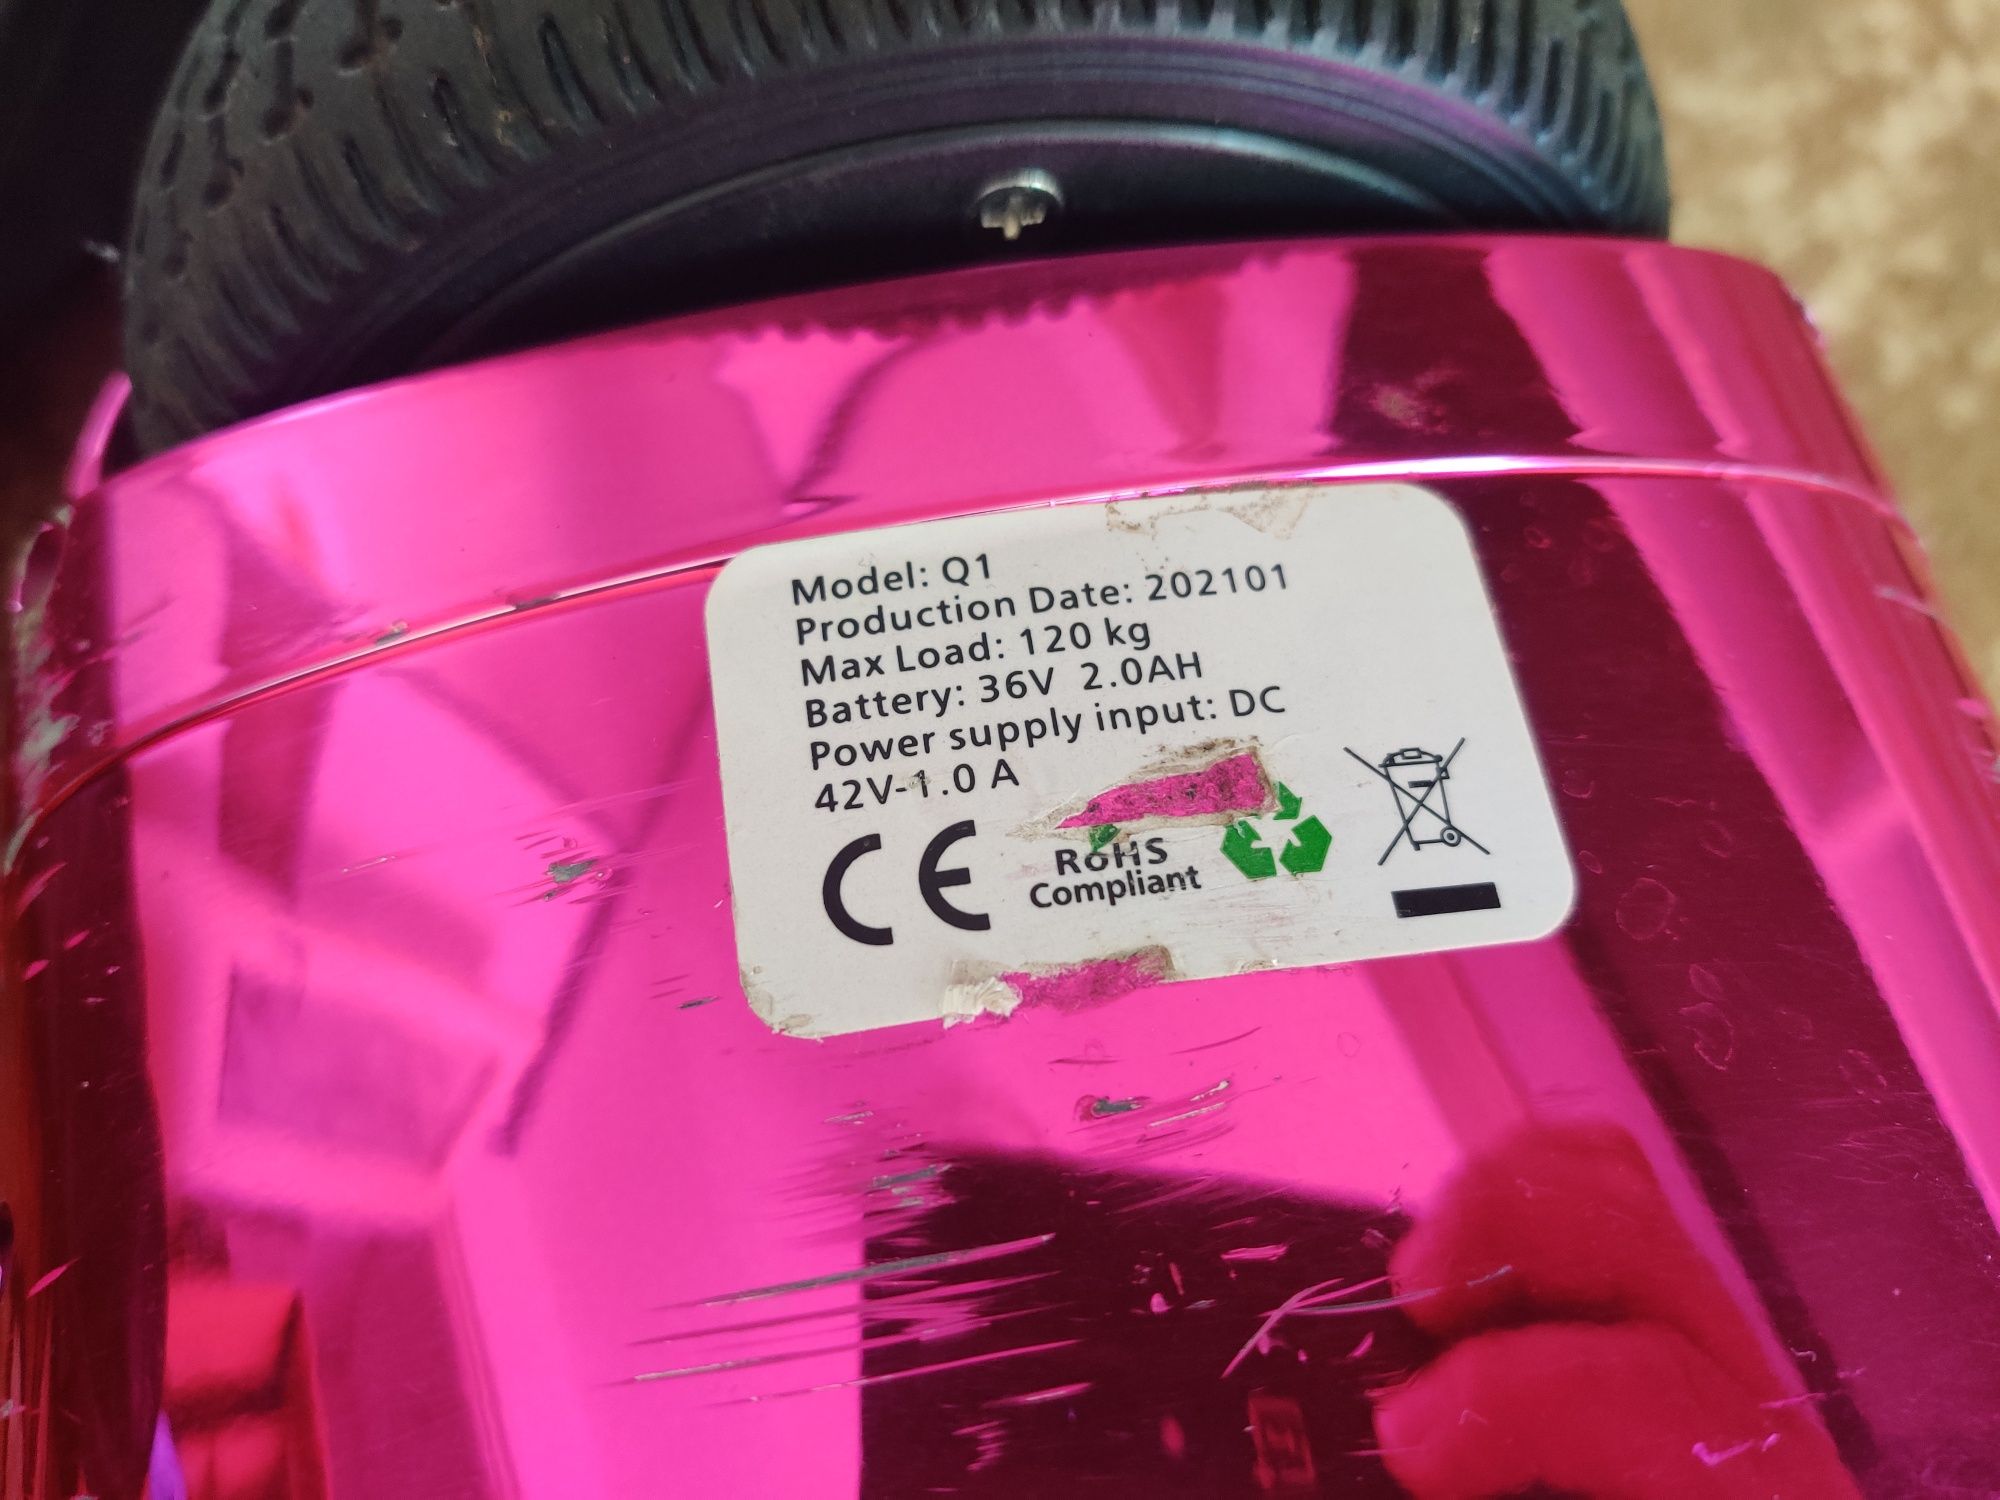 Model: Q1
Production Date: 202101
Max Load: 120 kg
Battery: 36V 2.0AH
Power supply input: DC
42V-1.0 A
CE
RoHS
Compliant